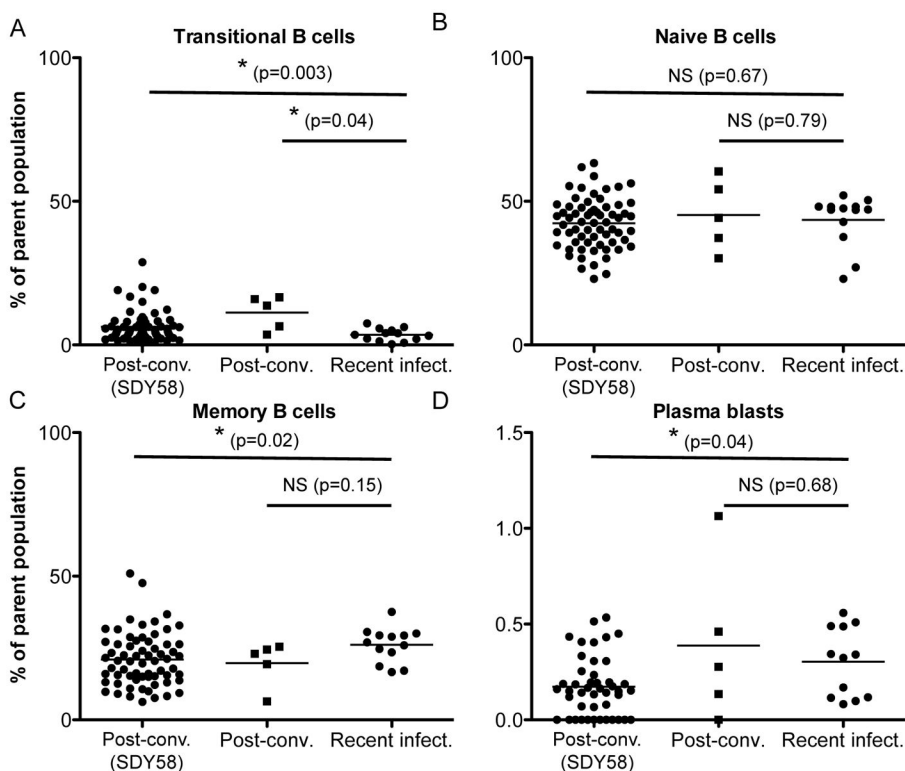 A
Transitional B cells
* (p=0.003)
* (p=0.04)
% of parent population
100
50
0
Post-conv.
(SDY58)
Post-conv.
Recent infect.
B
Naive B cells
NS (p=0.67)
NS (p=0.79)
100
50
0
Post-conv.
(SDY58)
Post-conv.
Recent infect.
C
Memory B cells
* (p=0.02)
NS (p=0.15)
% of parent population
100
50
0
Post-conv.
(SDY58)
Post-conv.
Recent infect.
D
Plasma blasts
* (p=0.04)
NS (p=0.68)
1.5
1.0
0.5
0.0
Post-conv.
(SDY58)
Post-conv.
Recent infect.